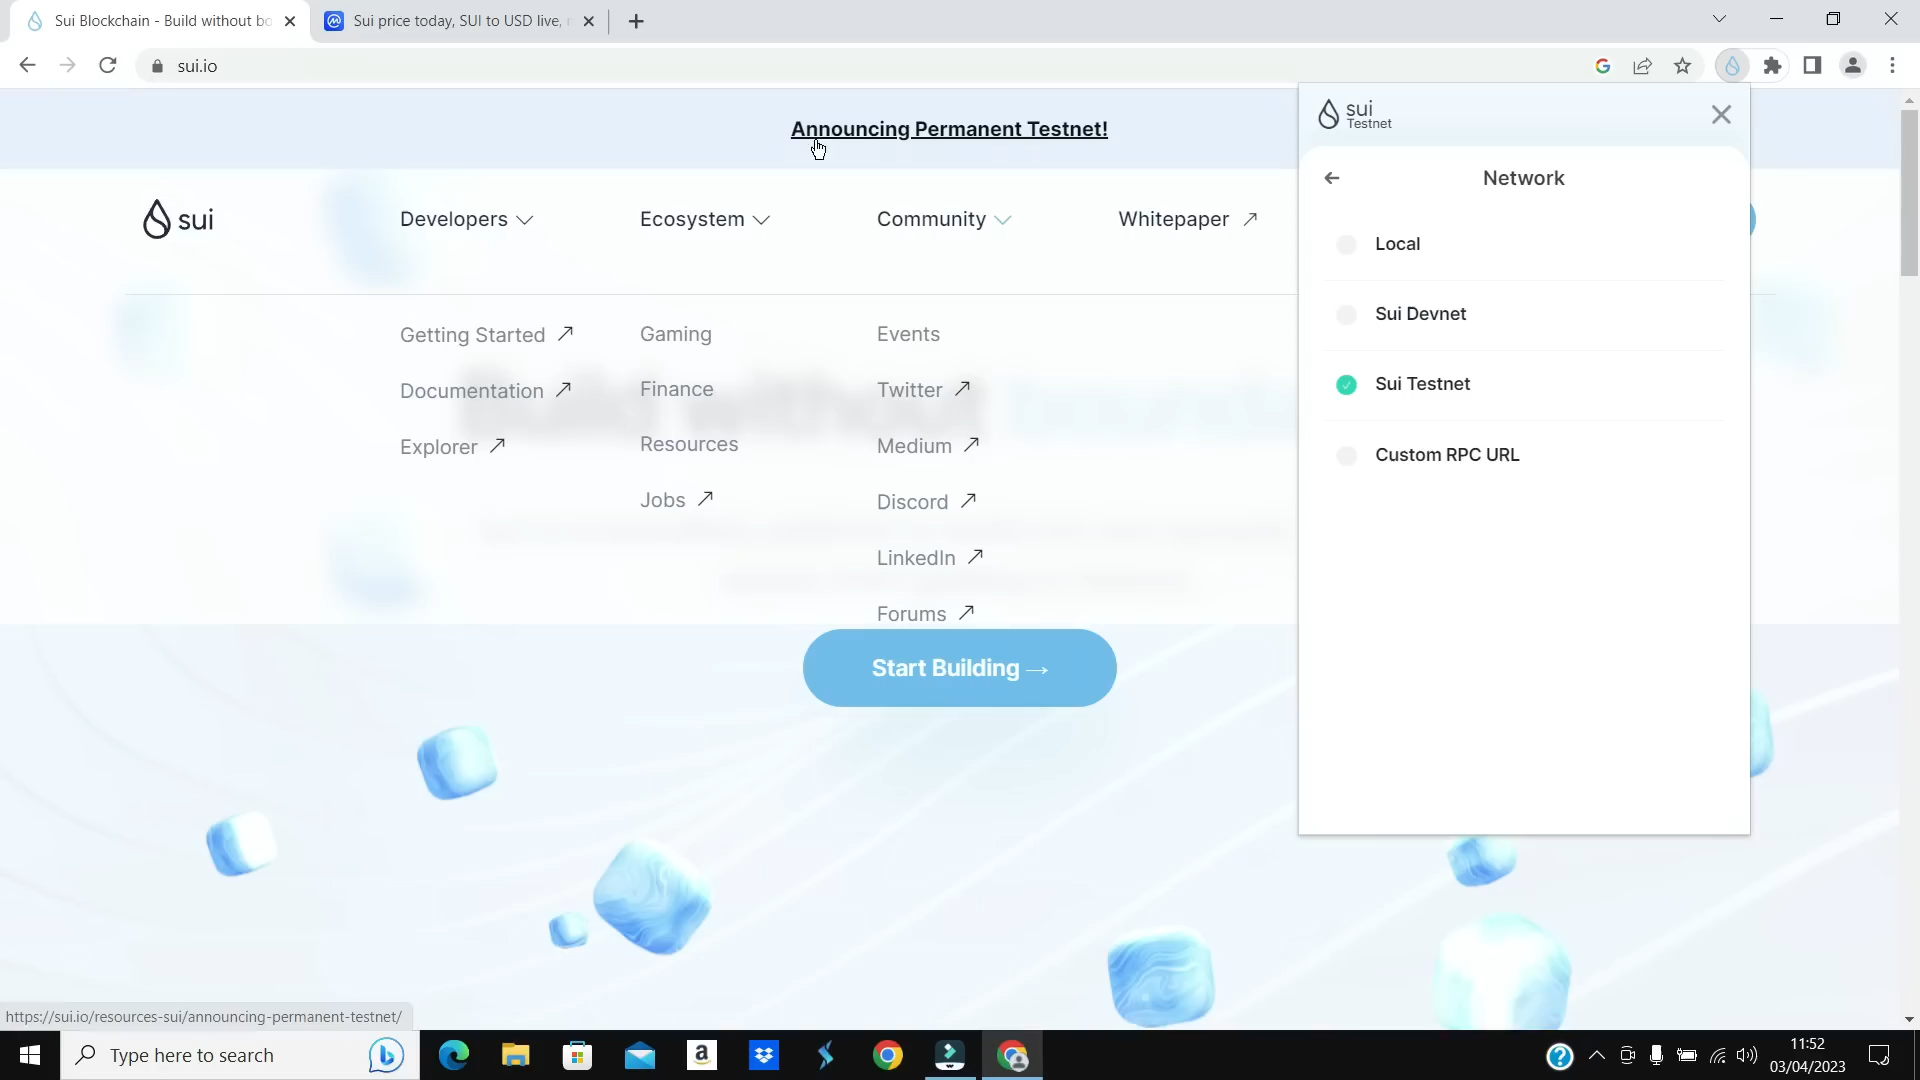 Sui Blockchain - Build without bo
Sui price today, SUI to USD live,
sui.io
Announcing Permanent Testnet!
sui
Developers
Ecosystem
Community
Whitepaper
Getting Started
Documentation
Explorer
Gaming
Finance
Resources
Jobs
Events
Twitter
Medium
Discord
LinkedIn
Forums
Build without bounda
Start Building →
sui
Testnet
Network
Local
Sui Devnet
Sui Testnet
Custom RPC URL
https://sui.io/resources-sui/announcing-permanent-testnet/
Type here to search
11:52
03/04/2023